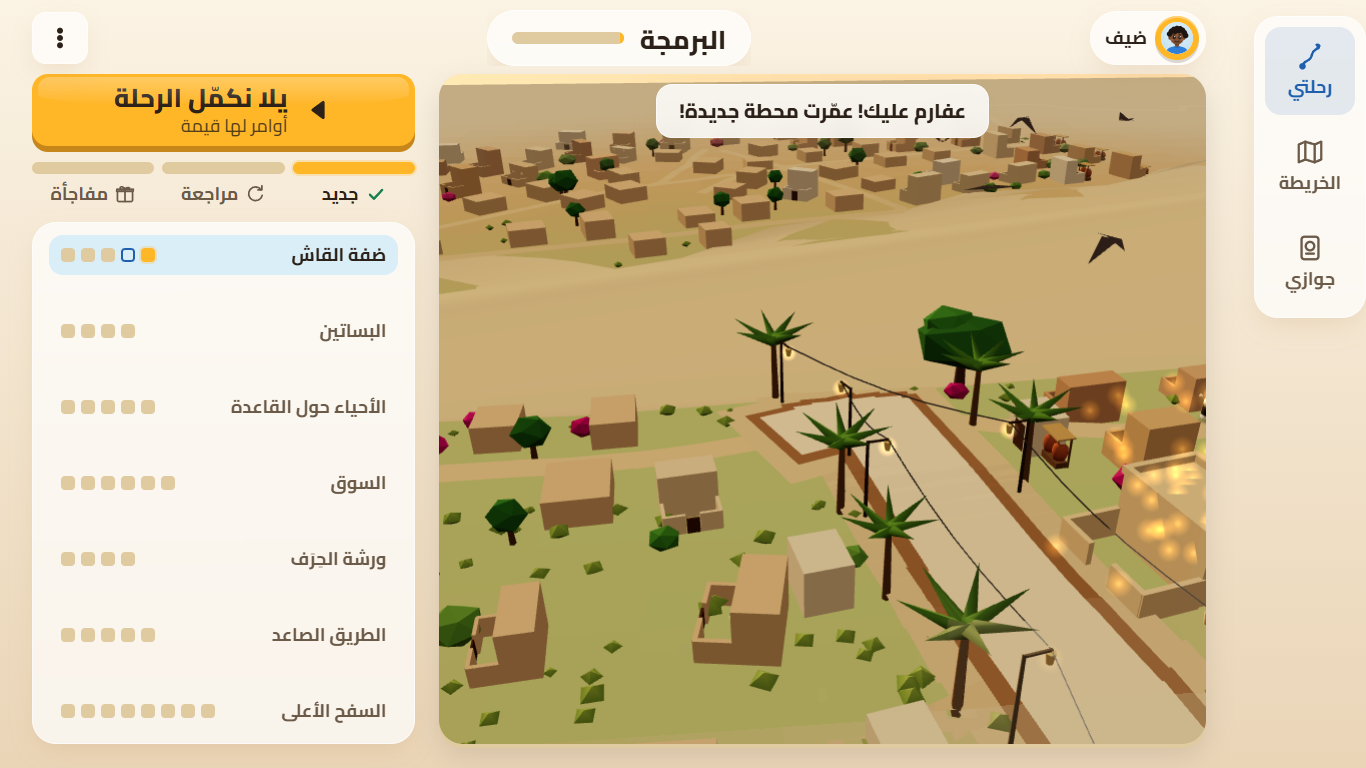 رحلتي
الخريطة
جوازي
ضيف
البرمجة
عفارم عليك! عمّرت محطة جديدة!
يلا نكمّل الرحلة
أوامر لها قيمة
جديد
مراجعة
مفاجأة
ضفة القاش
البساتين
الأحياء حول القاعدة
السوق
ورشة الحِرَف
الطريق الصاعد
السفح الأعلى